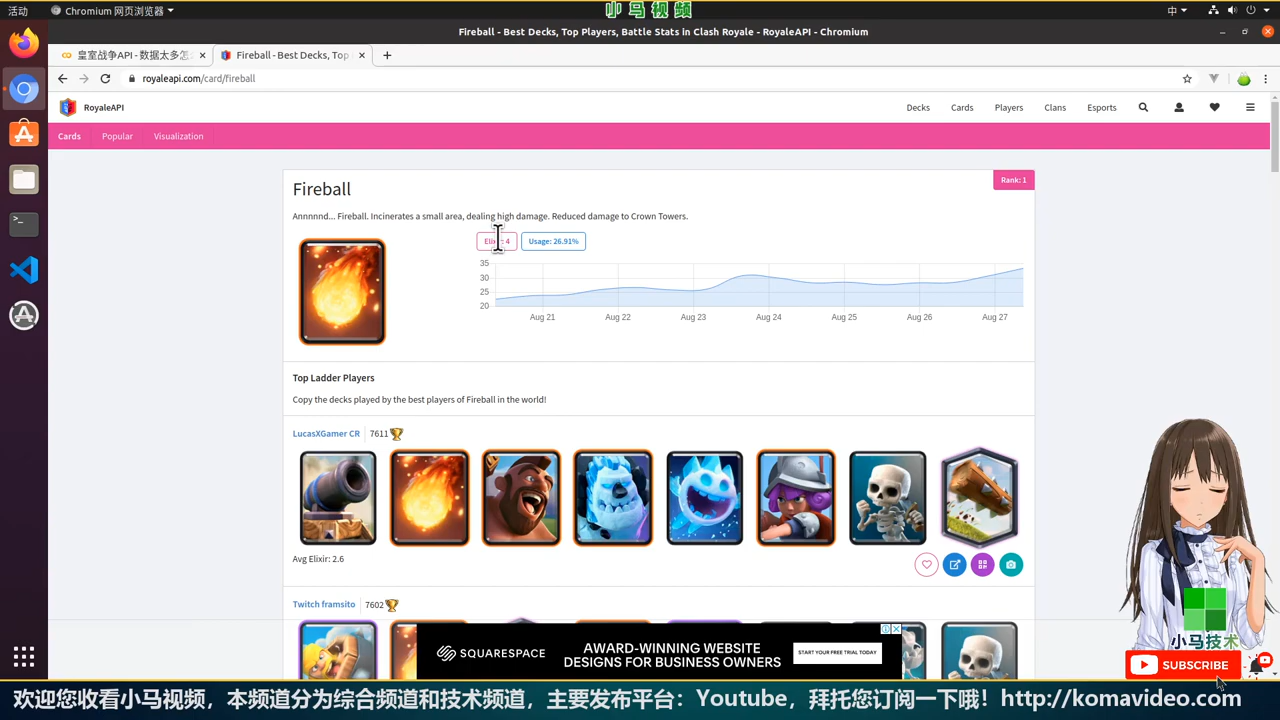 活动
Chromium 网页浏览器
小马视频
中
Fireball - Best Decks, Top Players, Battle Stats in Clash Royale - RoyaleAPI - Chromium
皇室战争API - 数据太多怎
Fireball - Best Decks, Top
royaleapi.com/card/fireball
RoyaleAPI
Decks
Cards
Players
Clans
Esports
Cards
Popular
Visualization
Fireball
Rank: 1
Annnnnd... Fireball. Incinerates a small area, dealing high damage. Reduced damage to Crown Towers.
Elixir: 4
Usage: 26.91%
35
30
25
20
Aug 21
Aug 22
Aug 23
Aug 24
Aug 25
Aug 26
Aug 27
Top Ladder Players
Copy the decks played by the best players of Fireball in the world!
LucasXGamer CR
7611
Avg Elixir: 2.6
Twitch framsito
7602
SQUARESPACE
AWARD-WINNING WEBSITE
DESIGNS FOR BUSINESS OWNERS
START YOUR FREE TRIAL TODAY
小马技术
SUBSCRIBE
欢迎您收看小马视频，本频道分为综合频道和技术频道，主要发布平台：Youtube，拜托您订阅一下哦！http://komavideo.com